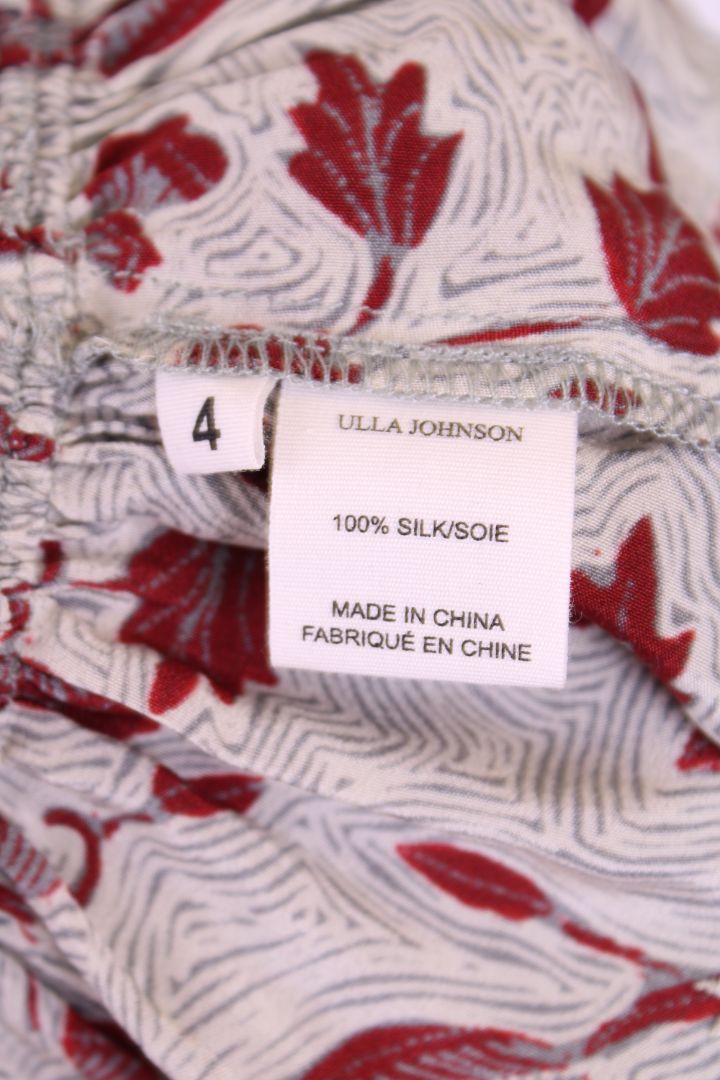 4
ULLA JOHNSON
100% SILK/SOIE
MADE IN CHINA
FABRIQUÉ EN CHINE